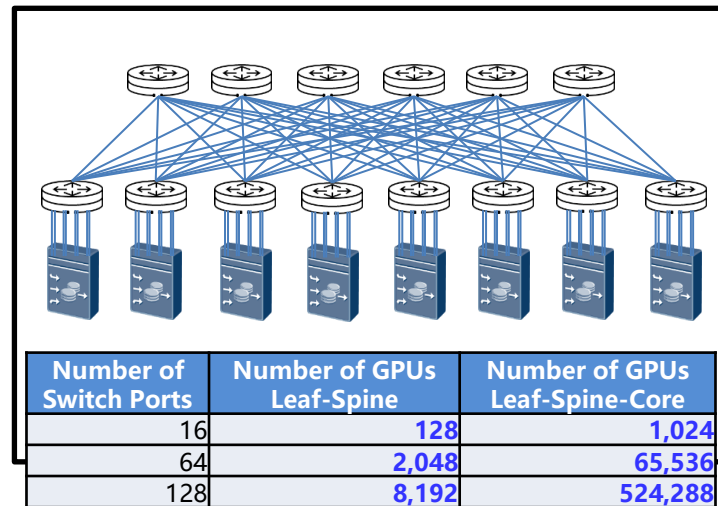 Number of Switch Ports Number of GPUs Leaf-Spine Number of GPUs Leaf-Spine-Core
16 128 1,024
64 2,048 65,536
128 8,192 524,288